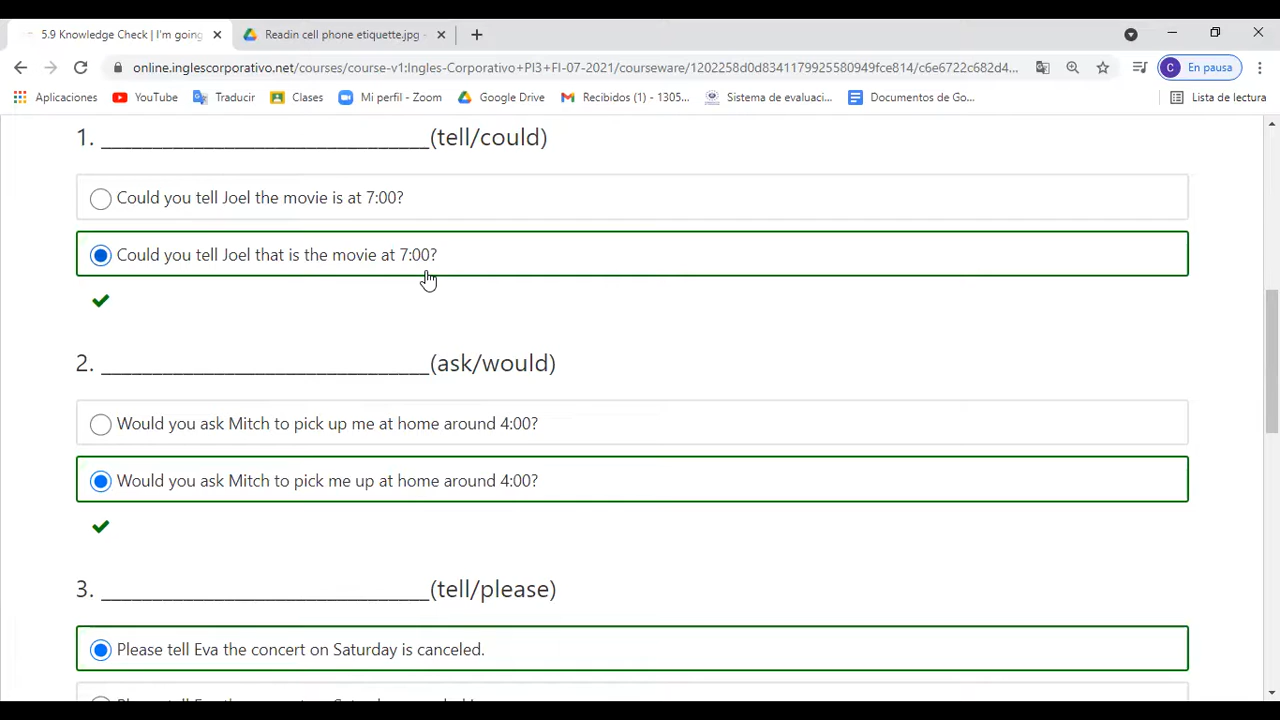 5.9 Knowledge Check | I'm going
Readin cell phone etiquette.jpg -
online.inglescorporativo.net/courses/course-v1:Ingles-Corporativo+PI3+FI-07-2021/courseware/1202258d0d8341179925580949fce814/c6e6722c682d4...
C En pausa
Aplicaciones YouTube Traducir Clases Mi perfil - Zoom Google Drive Recibidos (1) - 1305... Sistema de evaluaci... Documentos de Go... Lista de lectura
1. ______________________________(tell/could)
Could you tell Joel the movie is at 7:00?
Could you tell Joel that is the movie at 7:00?
2. ______________________________(ask/would)
Would you ask Mitch to pick up me at home around 4:00?
Would you ask Mitch to pick me up at home around 4:00?
3. ______________________________(tell/please)
Please tell Eva the concert on Saturday is canceled.